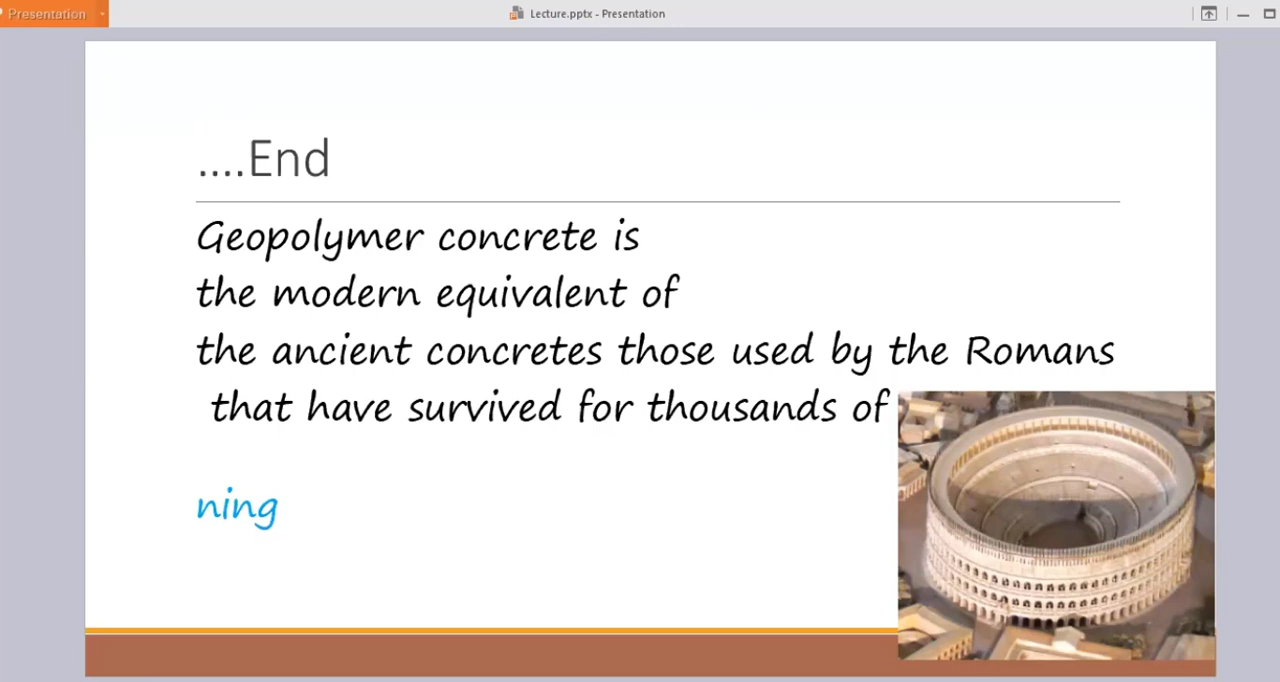 Presentation
Lecture.pptx - Presentation
....End
Geopolymer concrete is
the modern equivalent of
the ancient concretes those used by the Romans
that have survived for thousands of
ning